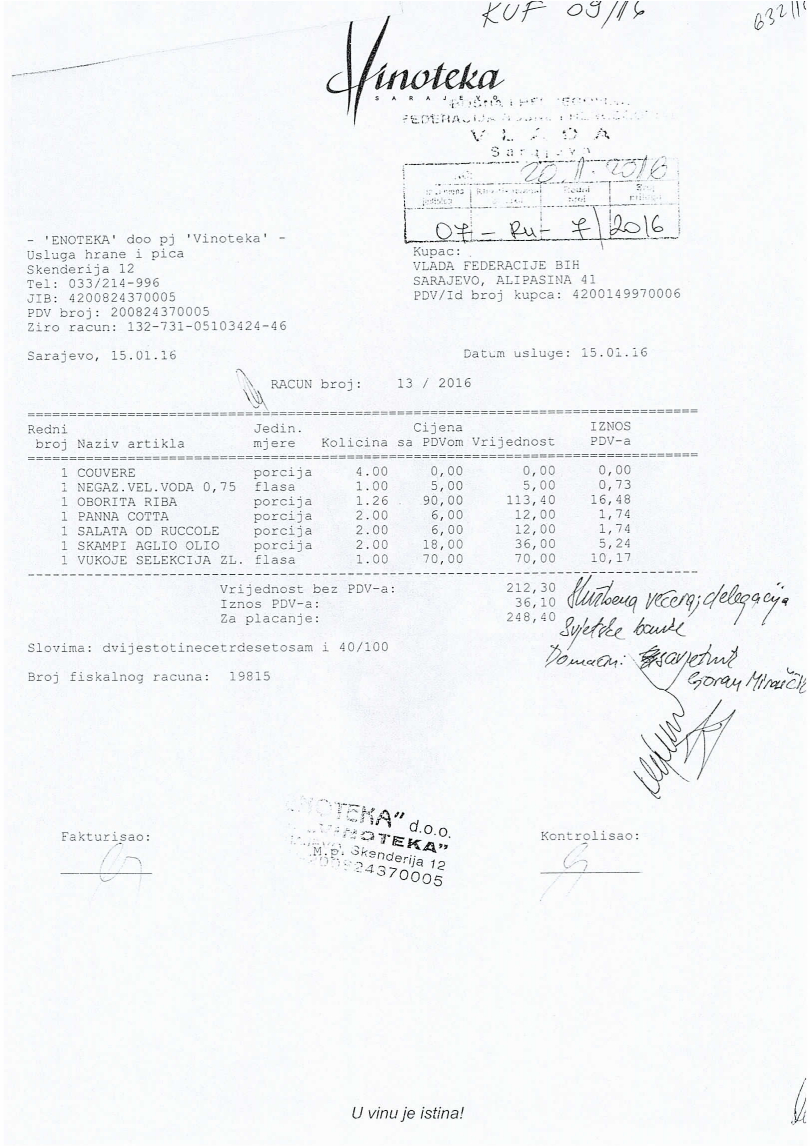 KUF 09/16
632/1
Vinoteka
SARAJEVO
FEDERACIJA
VLADA
Sarajevo
20.1.2016
07 - Ru - 7/2016
- 'ENOTEKA' doo pj 'Vinoteka' -
Usluga hrane i pica
Skenderija 12
Tel: 033/214-996
JIB: 4200824370005
PDV broj: 200824370005
Ziro racun: 132-731-05103424-46
Kupac:
VLADA FEDERACIJE BIH
SARAJEVO, ALIPASINA 41
PDV/Id broj kupca: 4200149970006
Sarajevo, 15.01.16 Datum usluge: 15.01.16
RACUN broj: 13 / 2016
Redni Jedin. Cijena IZNOS
broj Naziv artikla mjere Kolicina sa PDVom Vrijednost PDV-a
1 COUVERE porcija 4.00 0,00 0,00 0,00
1 NEGAZ.VEL.VODA 0,75 flasa 1.00 5,00 5,00 0,73
1 OBORITA RIBA porcija 1.26 90,00 113,40 16,48
1 PANNA COTTA porcija 2.00 6,00 12,00 1,74
1 SALATA OD RUCCOLE porcija 2.00 6,00 12,00 1,74
1 SKAMPI AGLIO OLIO porcija 2.00 18,00 36,00 5,24
1 VUKOJE SELEKCIJA ZL. flasa 1.00 70,00 70,00 10,17
Vrijednost bez PDV-a: 212,30
Iznos PDV-a: 36,10
Za placanje: 248,40
Službena večera; delegacija
Svjetske banke
Domaćin: savjetnik
Goran Miraščić
Slovima: dvijestotinecetrdesetosam i 40/100
Broj fiskalnog racuna: 19815
Fakturisao:
Kontrolisao:
"ENOTEKA" d.o.o.
"VINOTEKA"
M.p. Skenderija 12
200824370005
U vinu je istina!